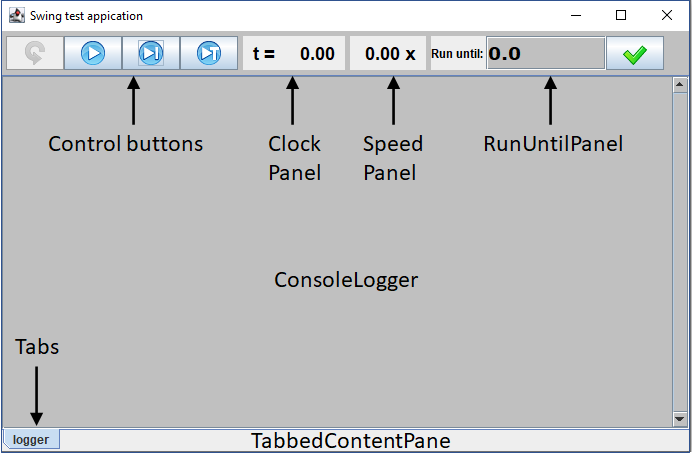 Swing test appication
t = 0.00
0.00 x
Run until: 0.0
Control buttons
Clock
Panel
Speed
Panel
RunUntilPanel
ConsoleLogger
Tabs
logger
TabbedContentPane